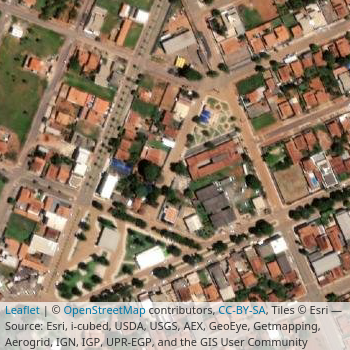 Leaflet | © OpenStreetMap contributors, CC-BY-SA, Tiles © Esri —
Source: Esri, i-cubed, USDA, USGS, AEX, GeoEye, Getmapping,
Aerogrid, IGN, IGP, UPR-EGP, and the GIS User Community